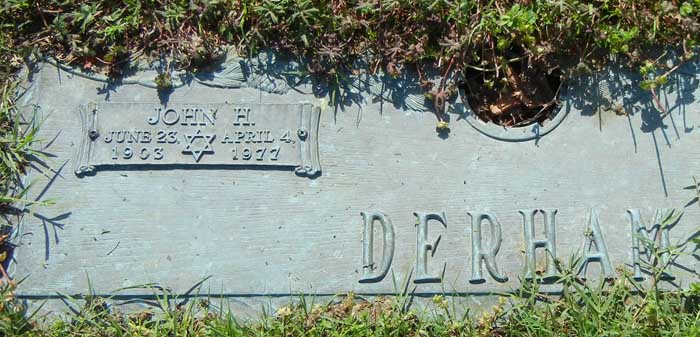 JOHN H.
JUNE 23, APRIL 4,
1903 1977
DERHAM